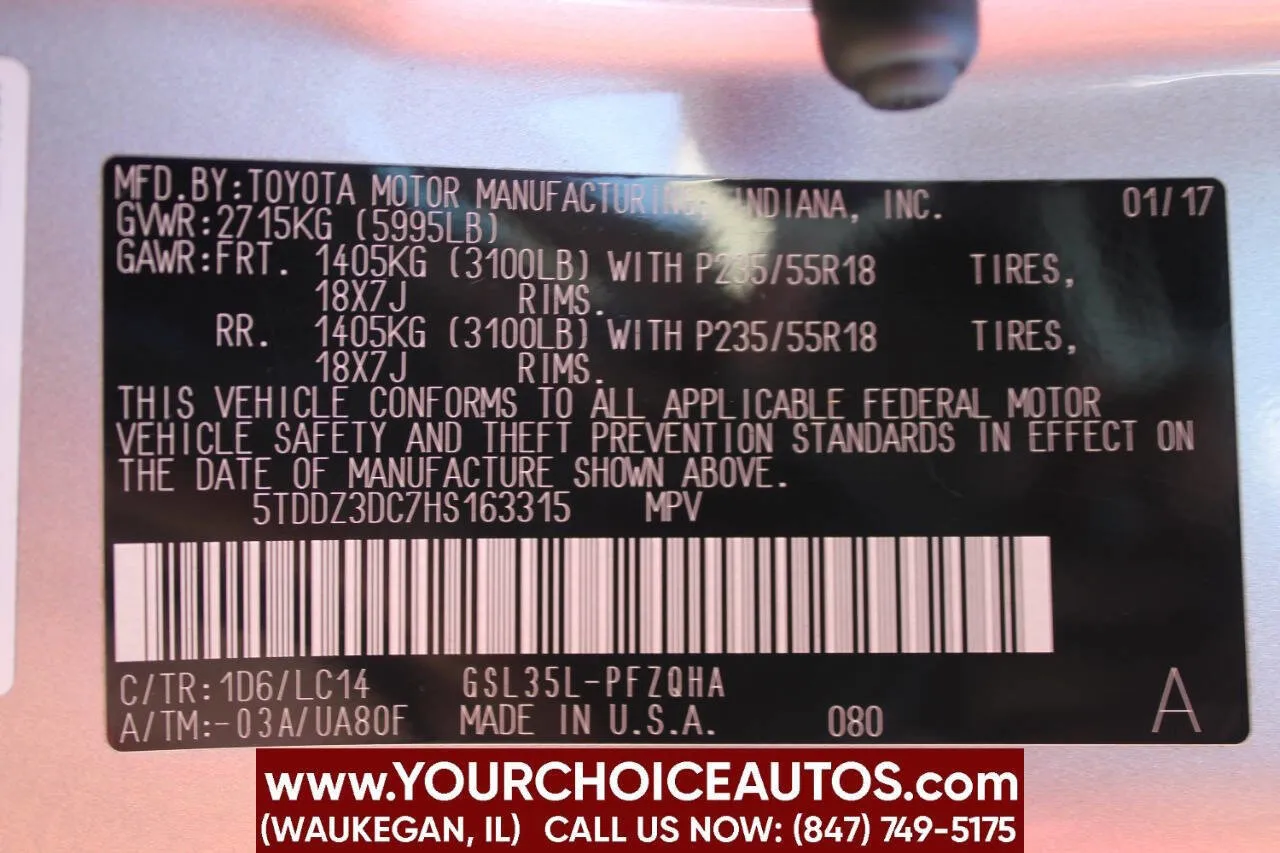 MFD.BY:TOYOTA MOTOR MANUFACTURING, INDIANA, INC. 01/17
GVWR:2715KG (5995LB)
GAWR:FRT. 1405KG (3100LB) WITH P235/55R18 TIRES,
18X7J RIMS.
RR. 1405KG (3100LB) WITH P235/55R18 TIRES,
18X7J RIMS.
THIS VEHICLE CONFORMS TO ALL APPLICABLE FEDERAL MOTOR
VEHICLE SAFETY AND THEFT PREVENTION STANDARDS IN EFFECT ON
THE DATE OF MANUFACTURE SHOWN ABOVE.
5TDDZ3DC7HS163315 MPV
C/TR:1D6/LC14 GSL35L-PFZQHA
A/TM:-03A/UA80F MADE IN U.S.A. 080 A
www.YOURCHOICEAUTOS.com
(WAUKEGAN, IL) CALL US NOW: (847) 749-5175